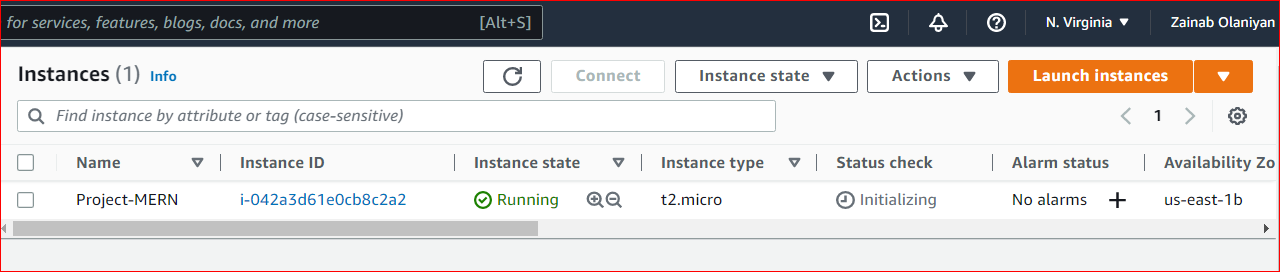 for services, features, blogs, docs, and more [Alt+S] N. Virginia Zainab Olaniyan
Instances (1) Info Connect Instance state Actions Launch instances
Find instance by attribute or tag (case-sensitive) 1
Name Instance ID Instance state Instance type Status check Alarm status Availability Zo
Project-MERN i-042a3d61e0cb8c2a2 Running t2.micro Initializing No alarms us-east-1b